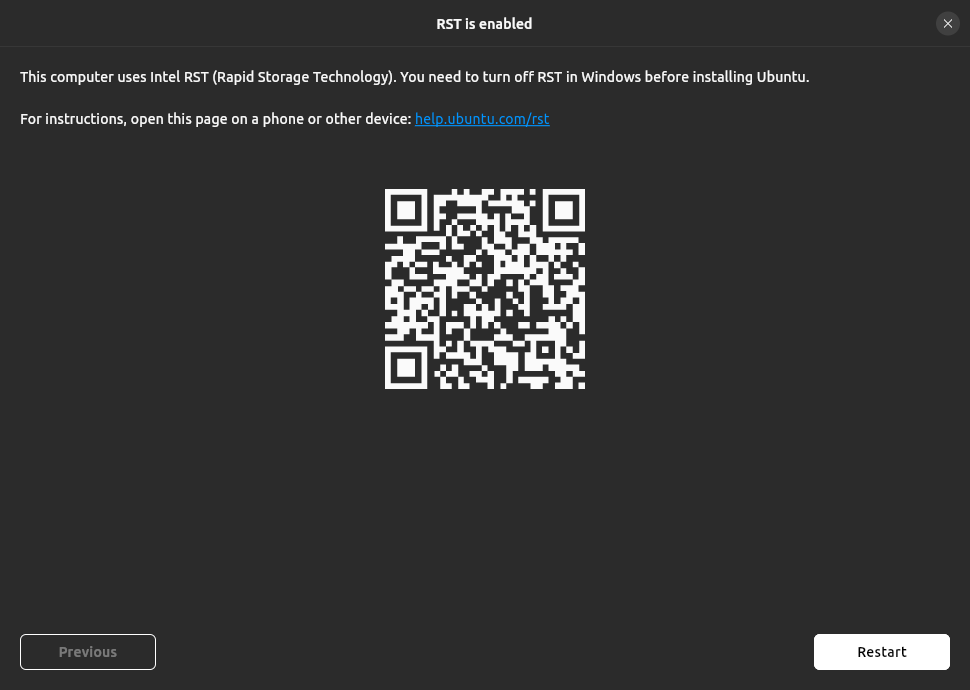 RST is enabled
This computer uses Intel RST (Rapid Storage Technology). You need to turn off RST in Windows before installing Ubuntu.
For instructions, open this page on a phone or other device: help.ubuntu.com/rst
Previous
Restart